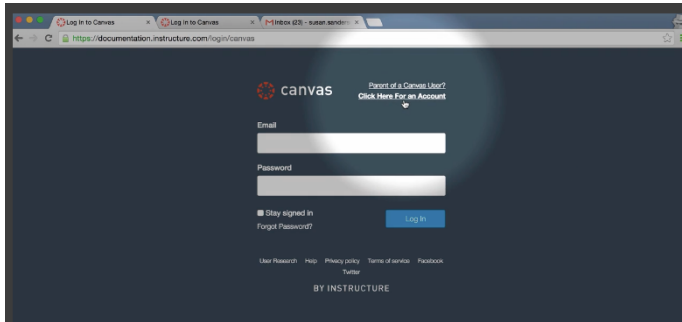 Log In to Canvas
Log In to Canvas
Inbox (23) - susan.sanders
https://documentation.instructure.com/login/canvas
canvas
Parent of a Canvas User?
Click Here For an Account
Email
Password
Stay signed in
Log In
Forgot Password?
User Research Help Privacy policy Terms of service Facebook
Twitter
BY INSTRUCTURE